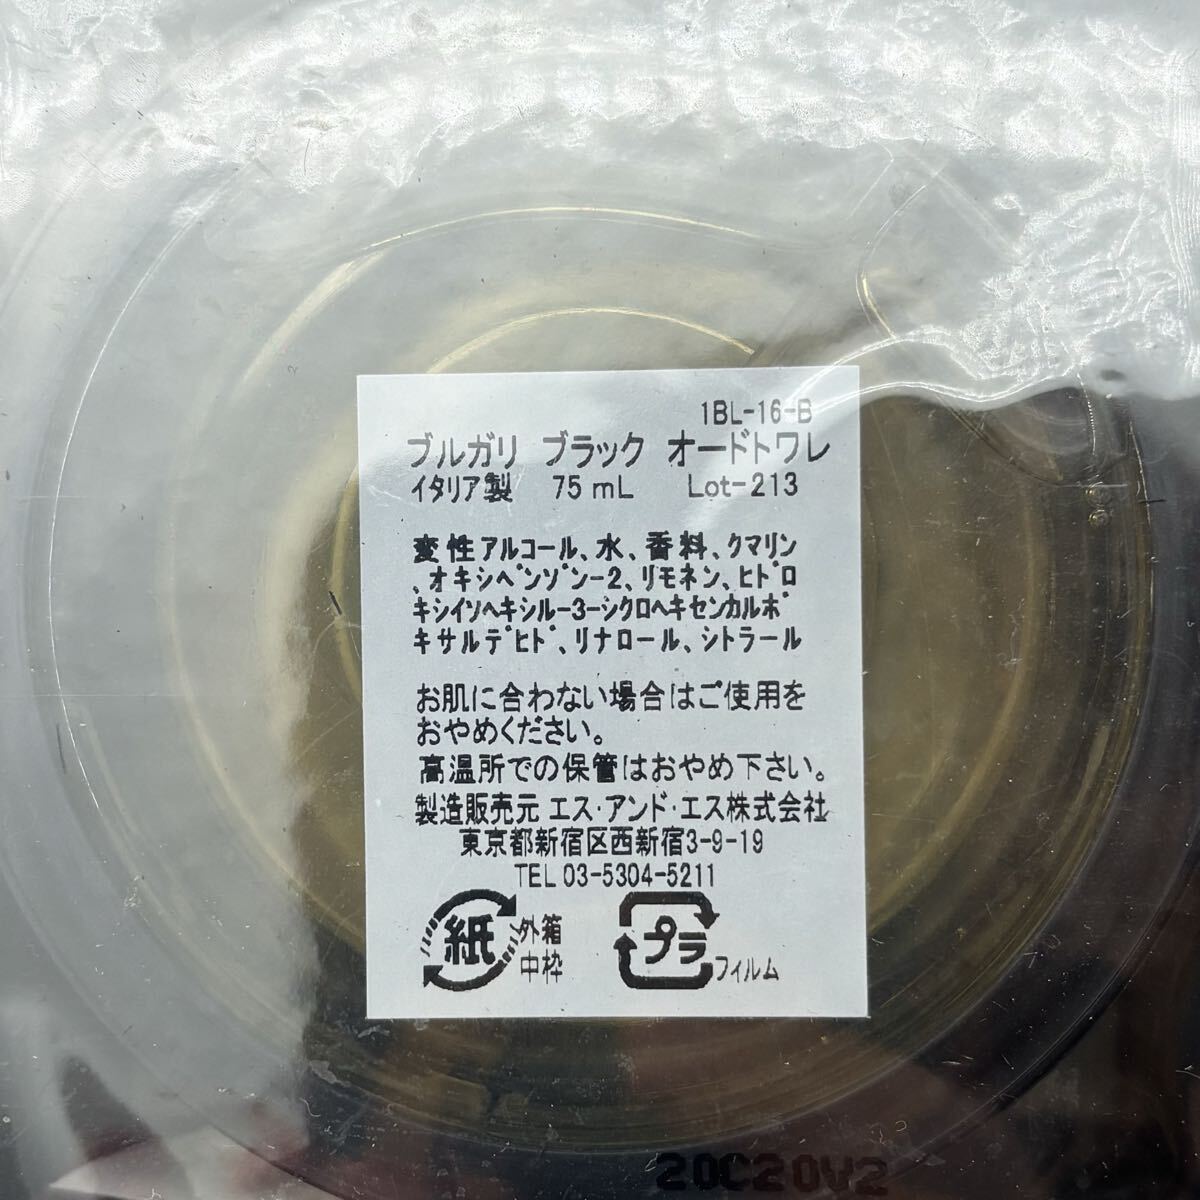 1BL-16-B
ブルガリ ブラック オードトワレ
イタリア製 75mL Lot-213
変性アルコール、水、香料、クマリン
、オキシベンゾン-2、リモネン、ヒドロ
キシイソヘキシル-3-シクロヘキセンカルボ
キサルデヒド、リナロール、シトラール
お肌に合わない場合はご使用を
おやめください。
高温所での保管はおやめ下さい。
製造販売元 エス・アンド・エス株式会社
東京都新宿区西新宿3-9-19
TEL 03-5304-5211
紙 外箱
中枠
プラ フィルム
20C20V2